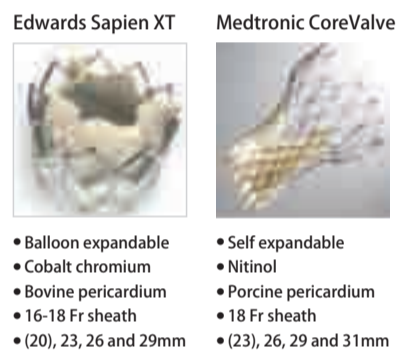 Edwards Sapien XT
• Balloon expandable
• Cobalt chromium
• Bovine pericardium
• 16-18 Fr sheath
• (20), 23, 26 and 29mm
Medtronic CoreValve
• Self expandable
• Nitinol
• Porcine pericardium
• 18 Fr sheath
• (23), 26, 29 and 31mm